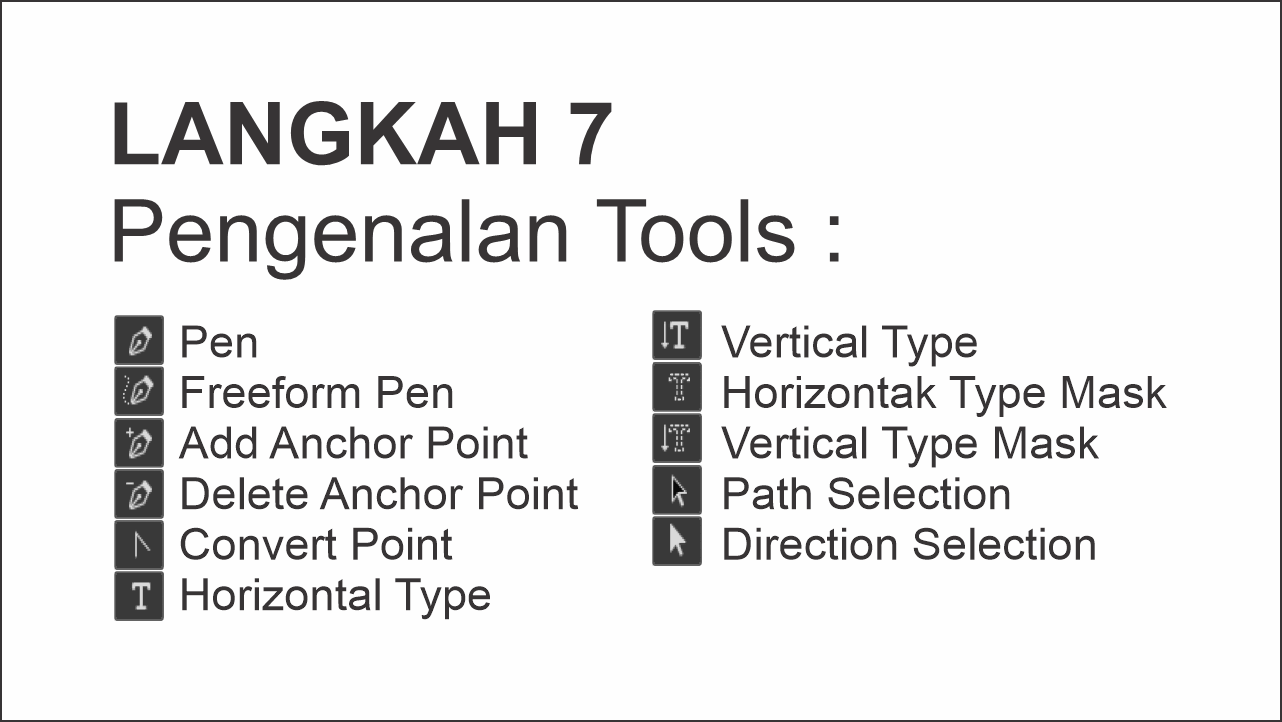 LANGKAH 7
Pengenalan Tools :
Pen
Freeform Pen
Add Anchor Point
Delete Anchor Point
Convert Point
Horizontal Type
Vertical Type
Horizontak Type Mask
Vertical Type Mask
Path Selection
Direction Selection